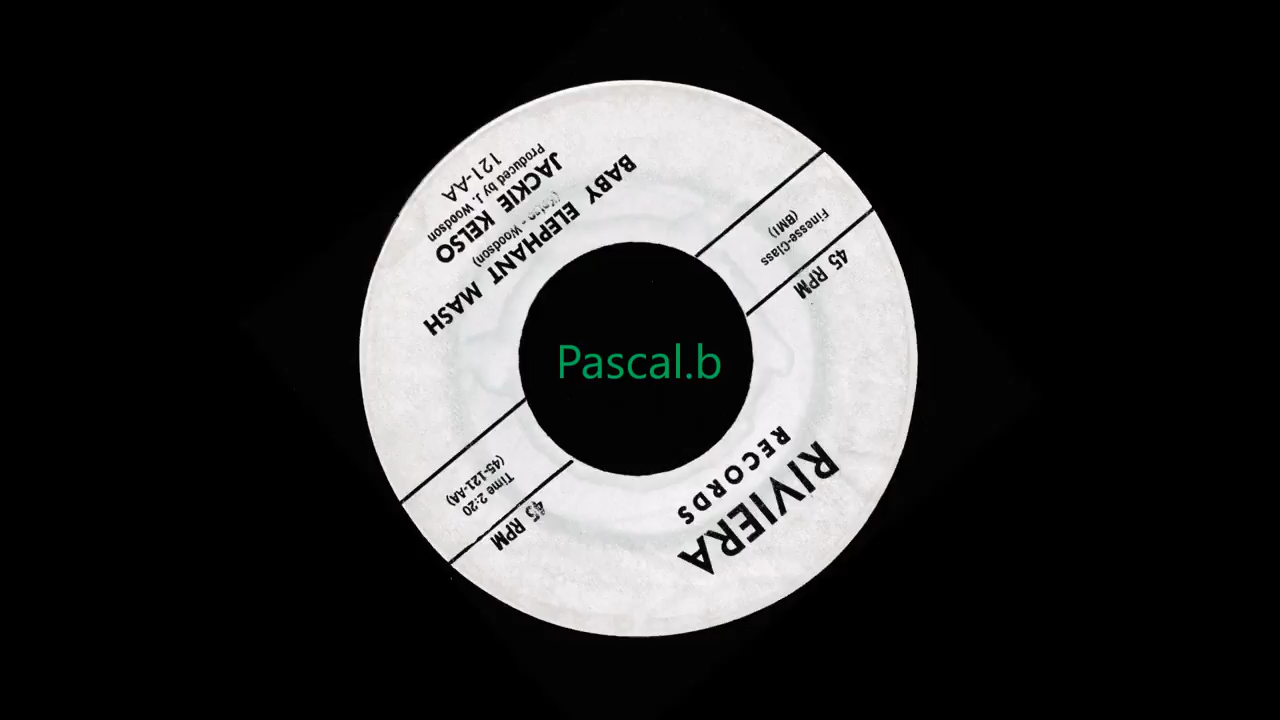 RIVIERA
RECORDS
45 RPM
45 RPM
Finesse-Class
(BMI)
Time 2:20
(45-121-AA)
BABY ELEPHANT MASH
(Kelso - Woodson)
JACKIE KELSO
Produced by J. Woodson
121-AA
Pascal.b